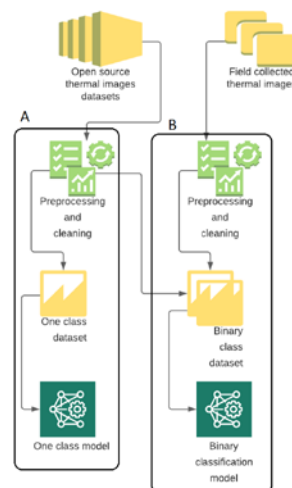 Open source
thermal images
datasets
Field collected
thermal image
A
B
Preprocessing
and
cleaning
Preprocessing
and
cleaning
One class
dataset
Binary
class
dataset
One class model
Binary
classification
model